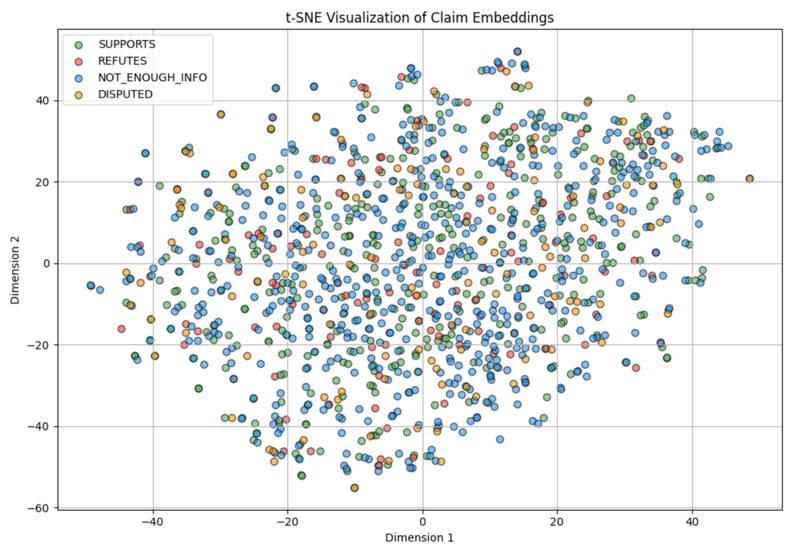 t-SNE Visualization of Claim Embeddings
SUPPORTS
REFUTES
NOT_ENOUGH_INFO
DISPUTED
40
20
0
−20
−40
−60
Dimension 2
−40
−20
0
20
40
Dimension 1